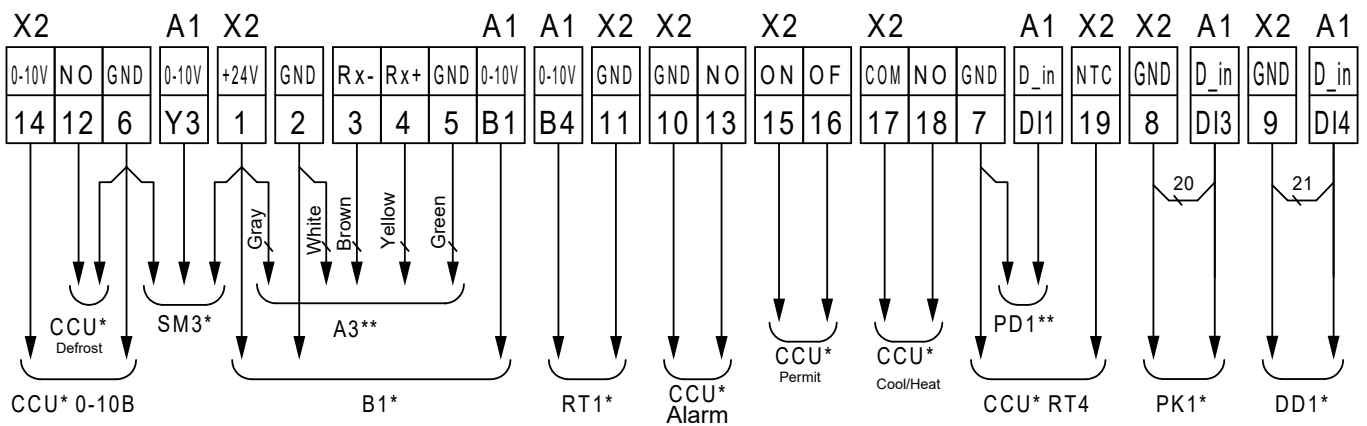 X2 A1 X2 A1 A1 X2 X2 X2 X2 A1 X2 X2 A1 X2 A1
0-10V NO GND 0-10V +24V GND Rx- Rx+ GND 0-10V 0-10V GND GND NO ON OF COM NO GND D_in NTC GND D_in GND D_in
14 12 6 Y3 1 2 3 4 5 B1 B4 11 10 13 15 16 17 18 7 DI1 19 8 DI3 9 DI4
20 21
Gray White Brown Yellow Green
CCU*
Defrost
SM3*
A3**
CCU*
Permit
CCU*
Cool/Heat
PD1**
CCU* 0-10B
B1*
RT1*
CCU*
Alarm
CCU* RT4
PK1*
DD1*